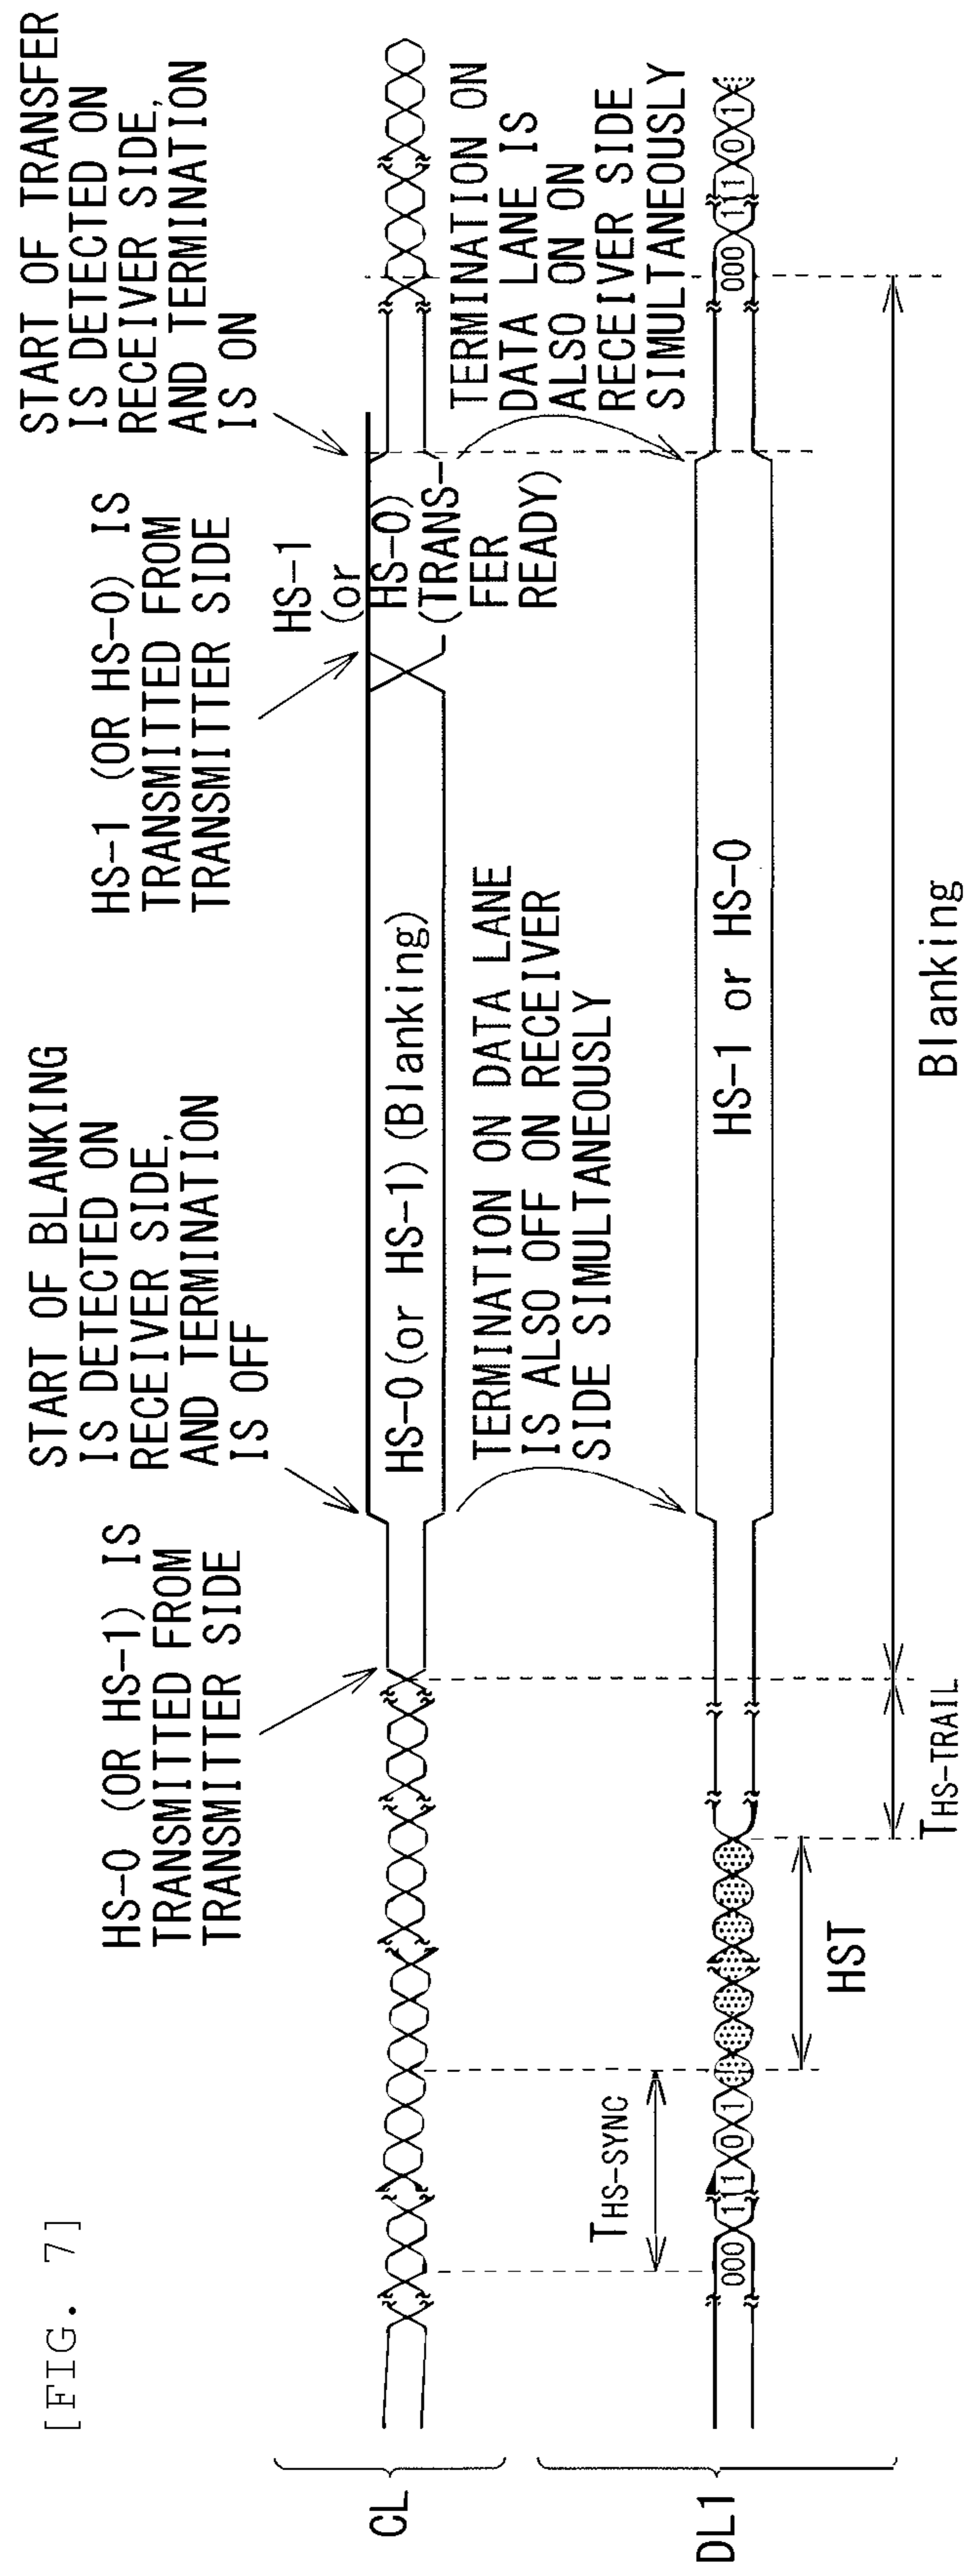 [FIG. 7]
HS-0 (OR HS-1) IS
TRANSMITTED FROM
TRANSMITTER SIDE
START OF BLANKING
IS DETECTED ON
RECEIVER SIDE,
AND TERMINATION
IS OFF
HS-1 (OR HS-0) IS
TRANSMITTED FROM
TRANSMITTER SIDE
START OF TRANSFER
IS DETECTED ON
RECEIVER SIDE,
AND TERMINATION
IS ON
CL
HS-0(or HS-1)(Blanking)
HS-1
(or
HS-0)
(TRANS-
FER
READY)
TERMINATION ON DATA LANE
IS ALSO OFF ON RECEIVER
SIDE SIMULTANEOUSLY
TERMINATION ON
DATA LANE IS
ALSO ON ON
RECEIVER SIDE
SIMULTANEOUSLY
THS-SYNC
DL1
000 111 0 1
HS-1 or HS-0
000 111 0 1
HST
THS-TRAIL
Blanking